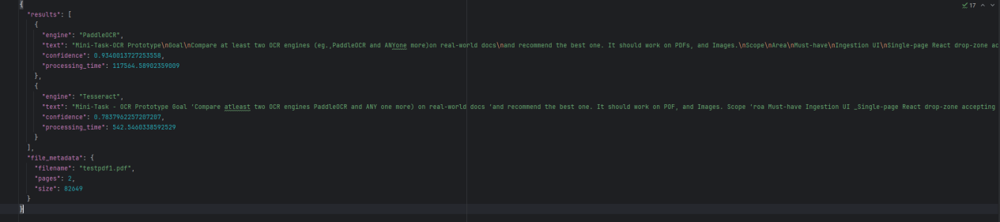 17
{
"results": [
{
"engine": "PaddleOCR",
"text": "Mini-Task-OCR Prototype\nGoal\nCompare at least two OCR engines (eg.,PaddleOCR and ANYone more)on real-world docs\nand recommend the best one. It should work on PDFs, and Images.\nScope\nArea\nMust-have\nIngestion UI\nSingle-page React drop-zone ac
"confidence": 0.9340013727253558,
"processing_time": 117564.58902359009
},
{
"engine": "Tesseract",
"text": "Mini-Task - OCR Prototype Goal 'Compare atleast two OCR engines PaddleOCR and ANY one more) on real-world docs 'and recommend the best one. It should work on POF, and Images. Scope 'roa Must-have Ingestion UI _Single-page React drop-zone accepting
"confidence": 0.7837962257207207,
"processing_time": 542.5460338592529
}
],
"file_metadata": {
"filename": "testpdf1.pdf",
"pages": 2,
"size": 82649
}
}